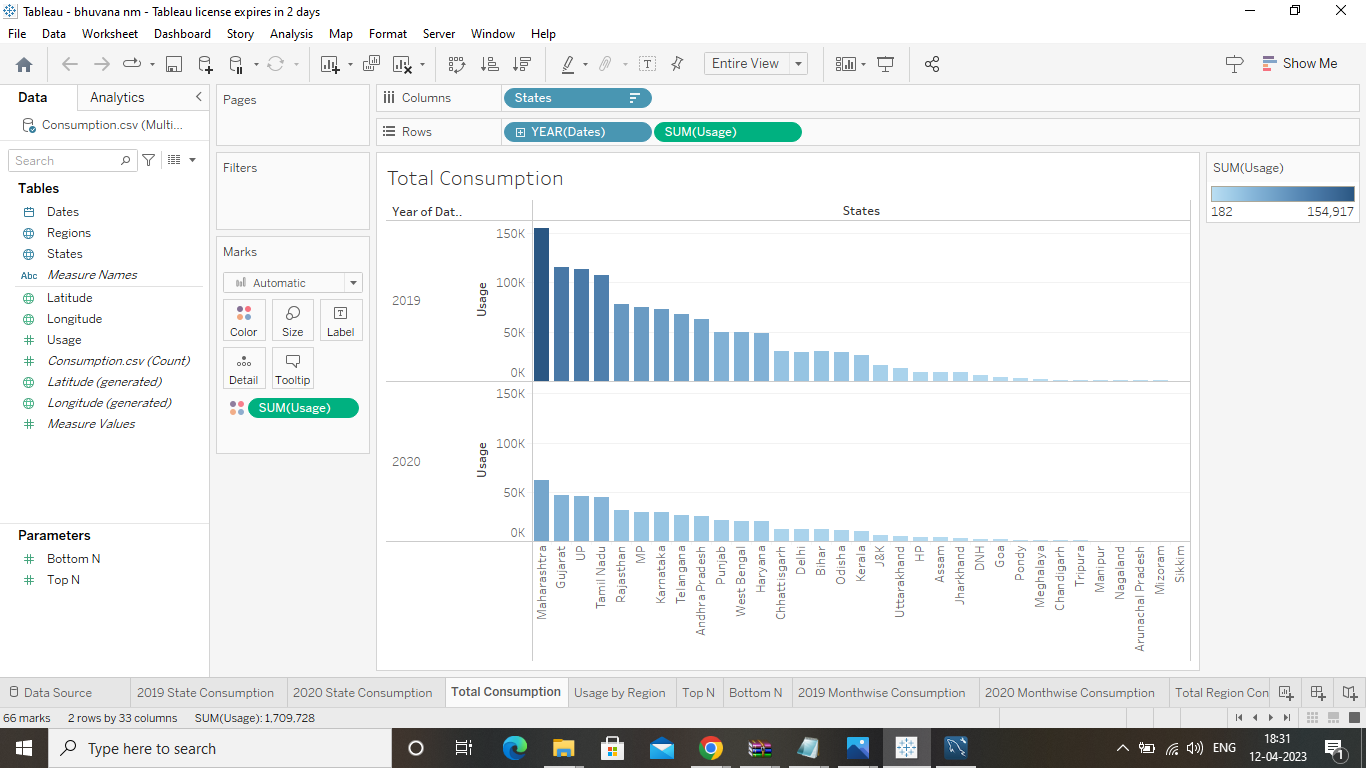 Tableau - bhuvana nm - Tableau license expires in 2 days
File Data Worksheet Dashboard Story Analysis Map Format Server Window Help
Entire View
Show Me
Data Analytics
Consumption.csv (Multi...
Search
Tables
Dates
Regions
States
Abc Measure Names
Latitude
Longitude
Usage
Consumption.csv (Count)
Latitude (generated)
Longitude (generated)
Measure Values
Parameters
Bottom N
Top N
Pages
Filters
Marks
Automatic
Color Size Label
Detail Tooltip
SUM(Usage)
Columns States
Rows YEAR(Dates) SUM(Usage)
Total Consumption
Year of Dat..
States
2019
Usage
150K
100K
50K
0K
2020
Usage
150K
100K
50K
0K
Maharashtra
Gujarat
UP
Tamil Nadu
Rajasthan
MP
Karnataka
Telangana
Andhra Pradesh
Punjab
West Bengal
Haryana
Chhattisgarh
Delhi
Bihar
Odisha
Kerala
J&K
Uttarakhand
HP
Assam
Jharkhand
DNH
Goa
Pondy
Meghalaya
Chandigarh
Tripura
Manipur
Nagaland
Arunachal Pradesh
Mizoram
Sikkim
SUM(Usage)
182 154,917
Data Source 2019 State Consumption 2020 State Consumption Total Consumption Usage by Region Top N Bottom N 2019 Monthwise Consumption 2020 Monthwise Consumption Total Region Con
66 marks 2 rows by 33 columns SUM(Usage): 1,709,728
Type here to search
ENG
18:31
12-04-2023
1